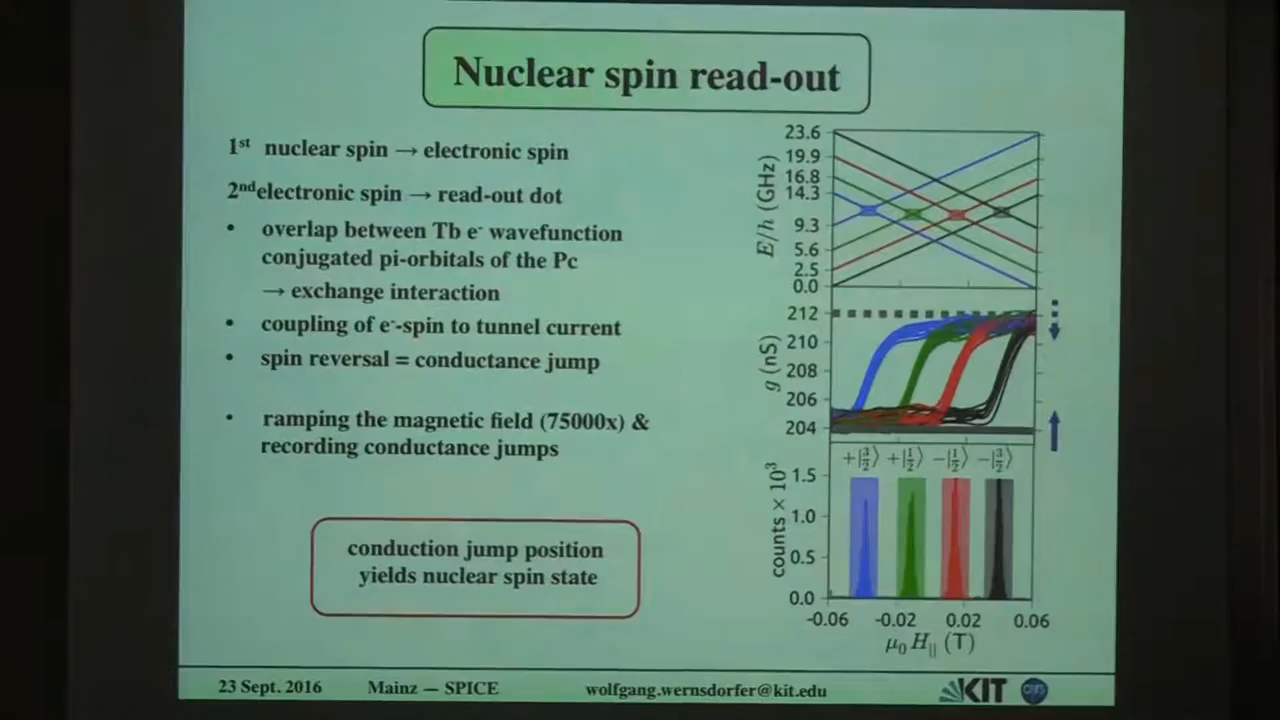 Nuclear spin read-out
1st nuclear spin → electronic spin
2nd electronic spin → read-out dot
• overlap between Tb e- wavefunction
conjugated pi-orbitals of the Pc
→ exchange interaction
• coupling of e--spin to tunnel current
• spin reversal = conductance jump
• ramping the magnetic field (75000x) &
recording conductance jumps
conduction jump position
yields nuclear spin state
E/h (GHz)
23.6
19.9
16.8
14.3
9.3
5.6
2.5
0.0
g (nS)
212
210
208
206
204
counts × 10³
+|3/2⟩ +|1/2⟩ −|1/2⟩ −|3/2⟩
1.5
1.0
0.5
0.0
-0.06 -0.02 0.02 0.06
μ₀H|| (T)
23 Sept. 2016 Mainz — SPICE wolfgang.wernsdorfer@kit.edu KIT